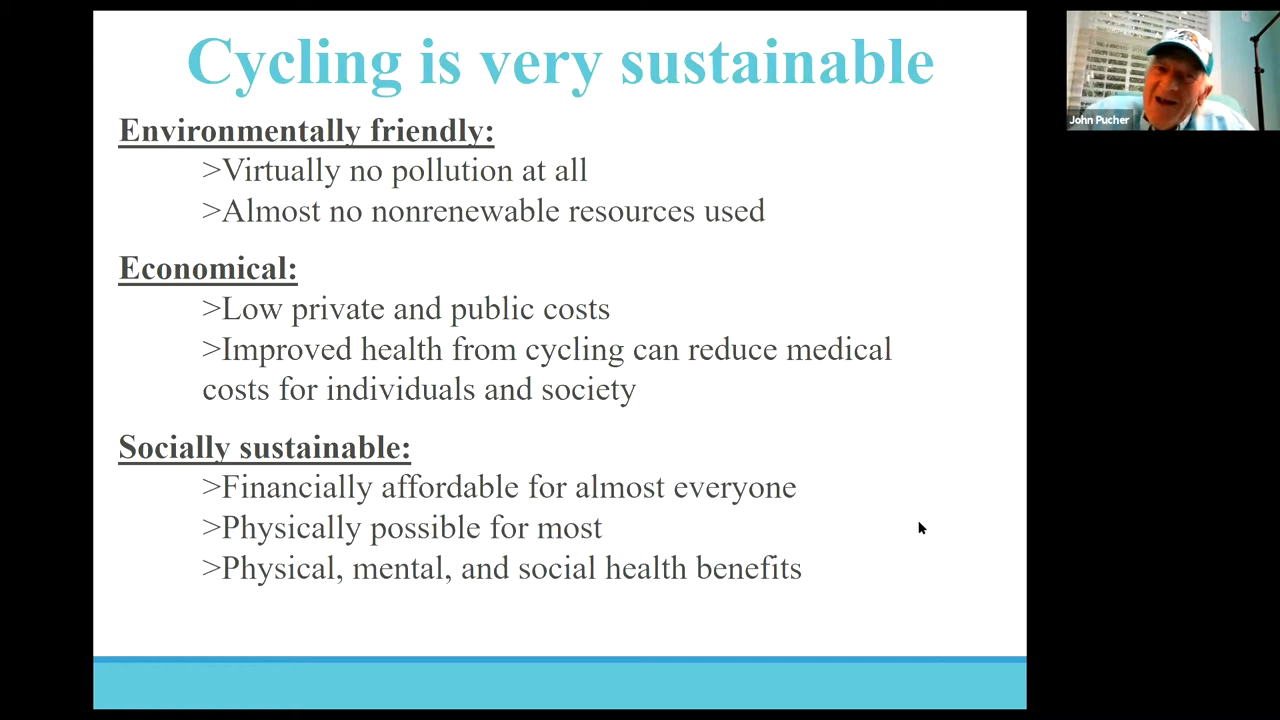 Cycling is very sustainable
Environmentally friendly:
>Virtually no pollution at all
>Almost no nonrenewable resources used
Economical:
>Low private and public costs
>Improved health from cycling can reduce medical
costs for individuals and society
Socially sustainable:
>Financially affordable for almost everyone
>Physically possible for most
>Physical, mental, and social health benefits
John Pucher